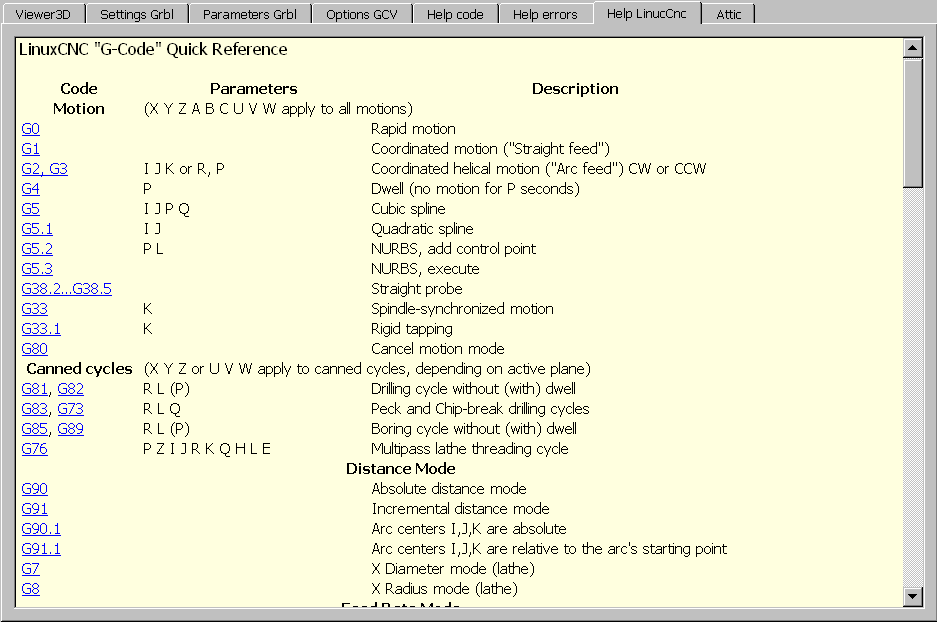 Viewer3D Settings Grbl Parameters Grbl Options GCV Help code Help errors Help LinucCnc Attic
LinuxCNC "G-Code" Quick Reference
Code Parameters Description
Motion (X Y Z A B C U V W apply to all motions)
G0 Rapid motion
G1 Coordinated motion ("Straight feed")
G2, G3 I J K or R, P Coordinated helical motion ("Arc feed") CW or CCW
G4 P Dwell (no motion for P seconds)
G5 I J P Q Cubic spline
G5.1 I J Quadratic spline
G5.2 P L NURBS, add control point
G5.3 NURBS, execute
G38.2...G38.5 Straight probe
G33 K Spindle-synchronized motion
G33.1 K Rigid tapping
G80 Cancel motion mode
Canned cycles (X Y Z or U V W apply to canned cycles, depending on active plane)
G81, G82 R L (P) Drilling cycle without (with) dwell
G83, G73 R L Q Peck and Chip-break drilling cycles
G85, G89 R L (P) Boring cycle without (with) dwell
G76 P Z I J R K Q H L E Multipass lathe threading cycle
Distance Mode
G90 Absolute distance mode
G91 Incremental distance mode
G90.1 Arc centers I,J,K are absolute
G91.1 Arc centers I,J,K are relative to the arc's starting point
G7 X Diameter mode (lathe)
G8 X Radius mode (lathe)
Feed Rate Mode